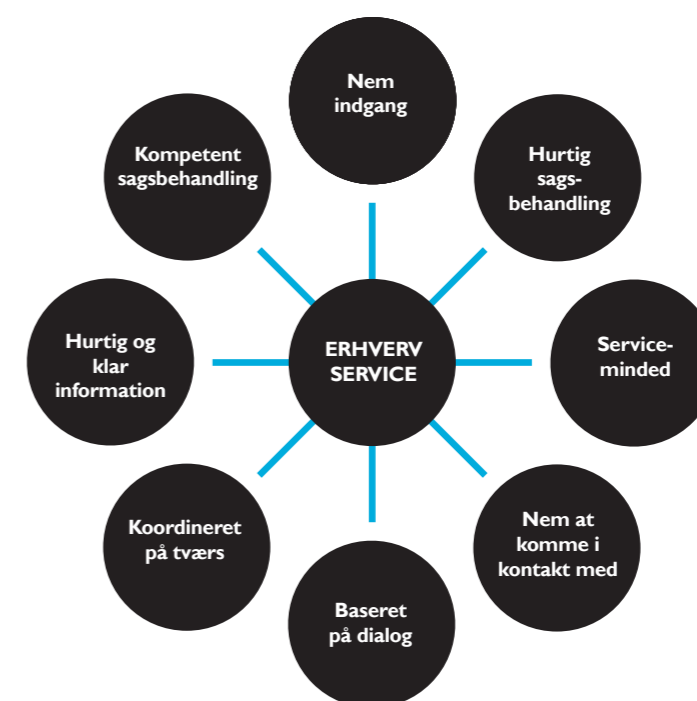 Nem
indgang
Hurtig
sags-
behandling
Service-
minded
Nem at
komme i
kontakt med
Baseret
på dialog
Koordineret
på tværs
Hurtig og
klar
information
Kompetent
sagsbehandling
ERHVERV
SERVICE